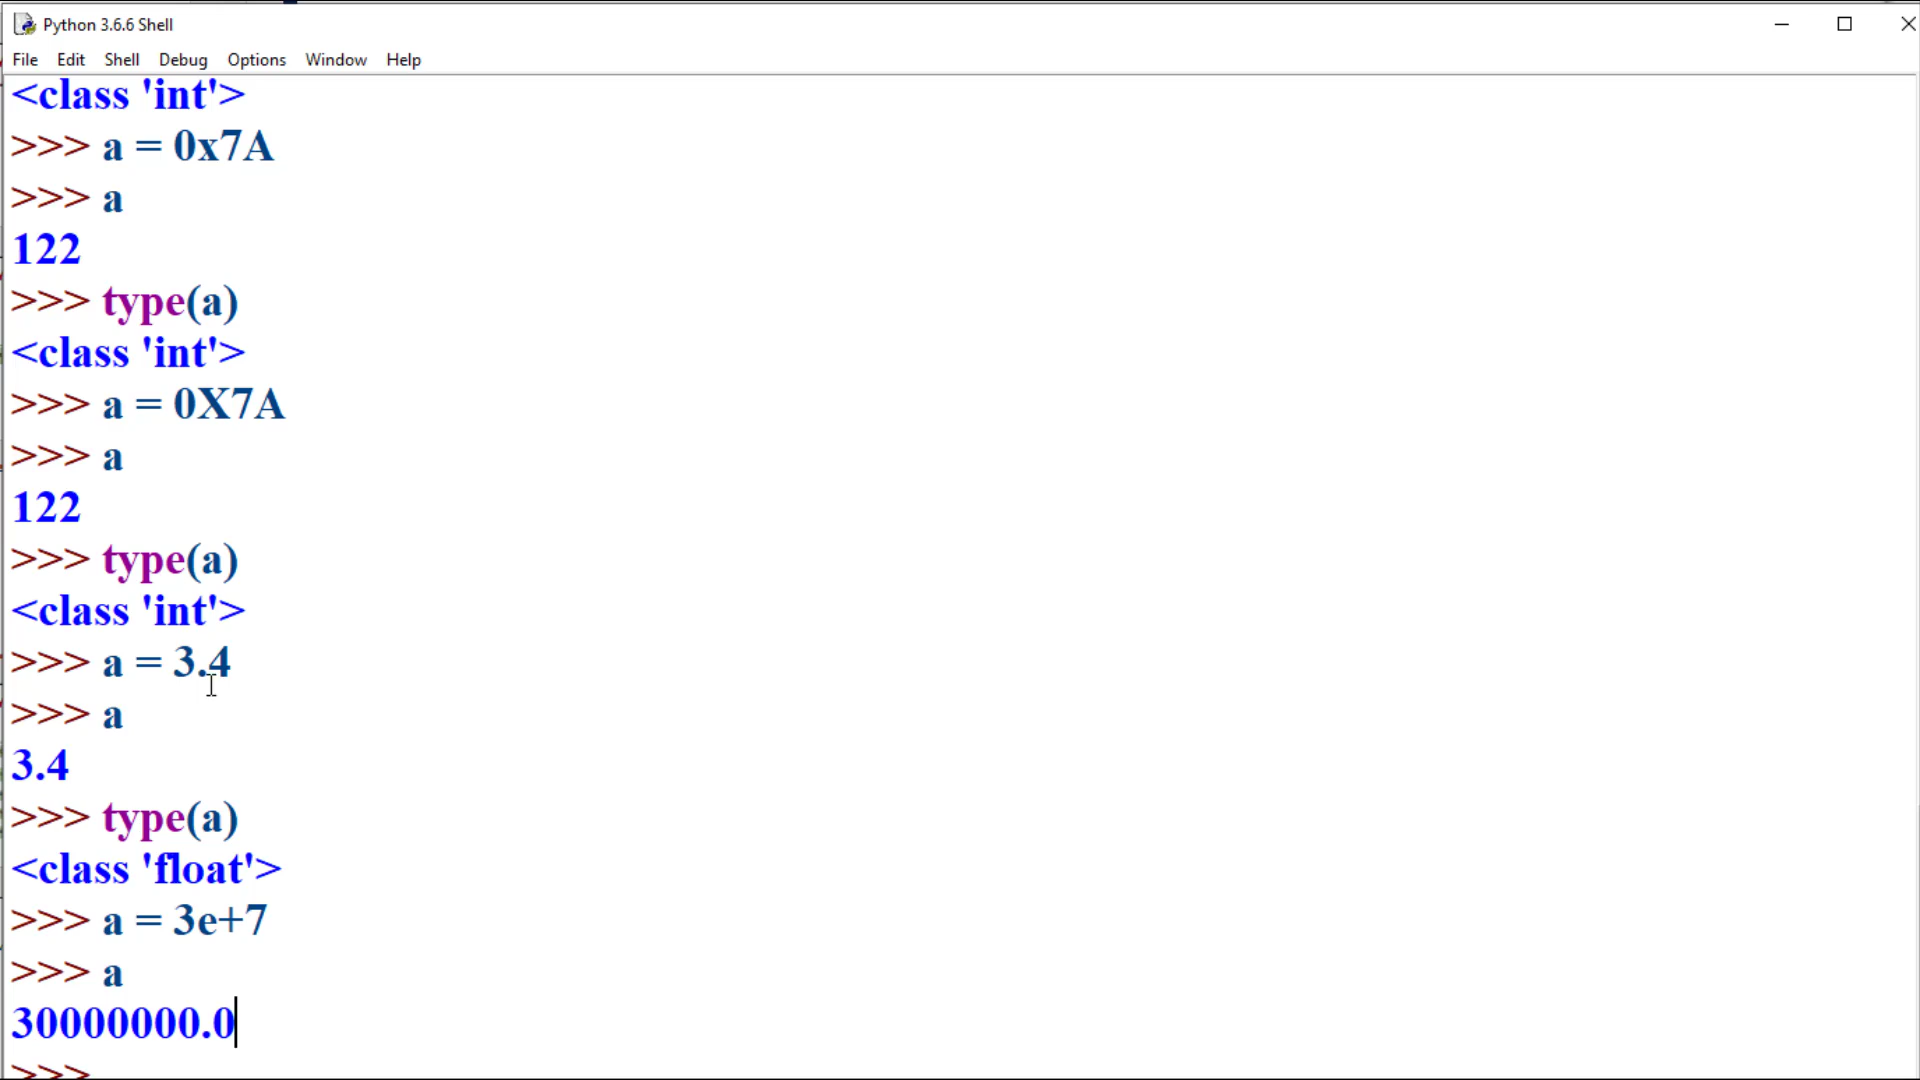 Python 3.6.6 Shell
File Edit Shell Debug Options Window Help
<class 'int'>
>>> a = 0x7A
>>> a
122
>>> type(a)
<class 'int'>
>>> a = 0X7A
>>> a
122
>>> type(a)
<class 'int'>
>>> a = 3.4
>>> a
3.4
>>> type(a)
<class 'float'>
>>> a = 3e+7
>>> a
30000000.0
>>>